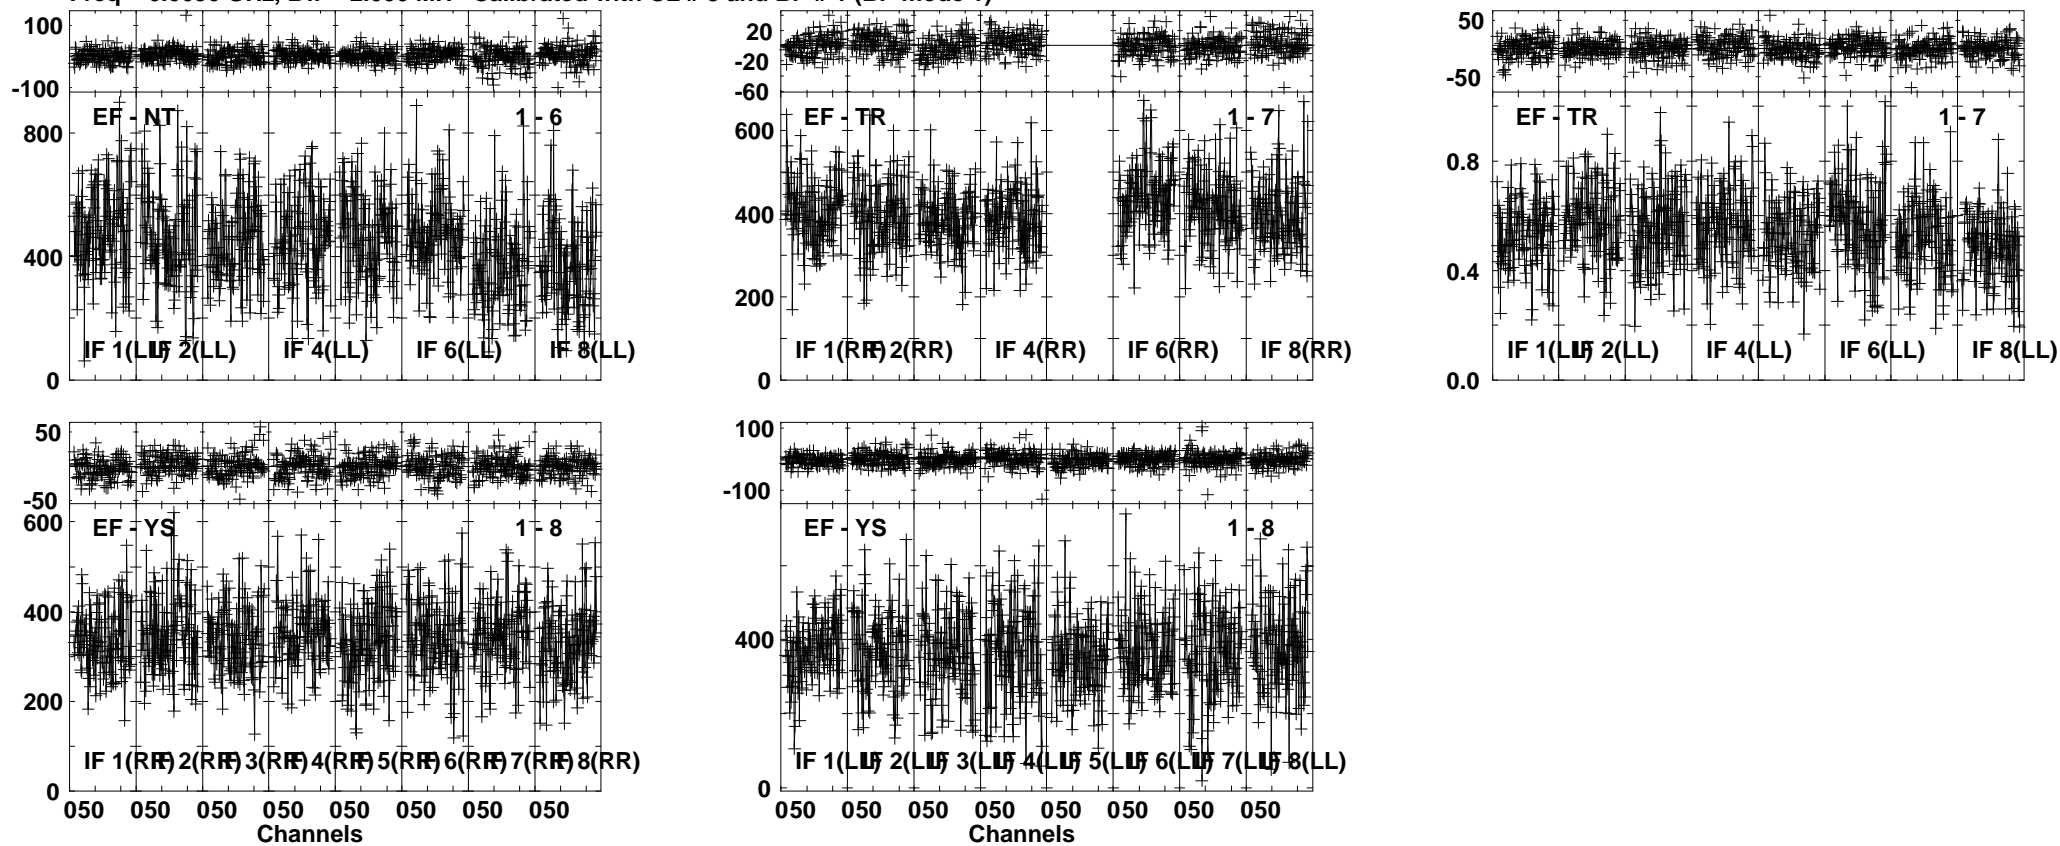 100
-100
EF - NT 1 - 6
800
400
0
IF 1(LL) IF 2(LL) IF 4(LL) IF 6(LL) IF 8(LL)
20
-20
-60
EF - TR 1 - 7
600
400
200
0
IF 1(RR) IF 2(RR) IF 4(RR) IF 6(RR) IF 8(RR)
50
-50
EF - TR 1 - 7
0.8
0.4
0.0
IF 1(LL) IF 2(LL) IF 4(LL) IF 6(LL) IF 8(LL)
50
-50
EF - YS 1 - 8
600
400
200
0
IF 1(RR) IF 2(RR) IF 3(RR) IF 4(RR) IF 5(RR) IF 6(RR) IF 7(RR) IF 8(RR)
050 050 050 050 050 050 050 050
Channels
100
-100
EF - YS 1 - 8
400
0
IF 1(LL) IF 2(LL) IF 3(LL) IF 4(LL) IF 5(LL) IF 6(LL) IF 7(LL) IF 8(LL)
050 050 050 050 050 050 050 050
Channels